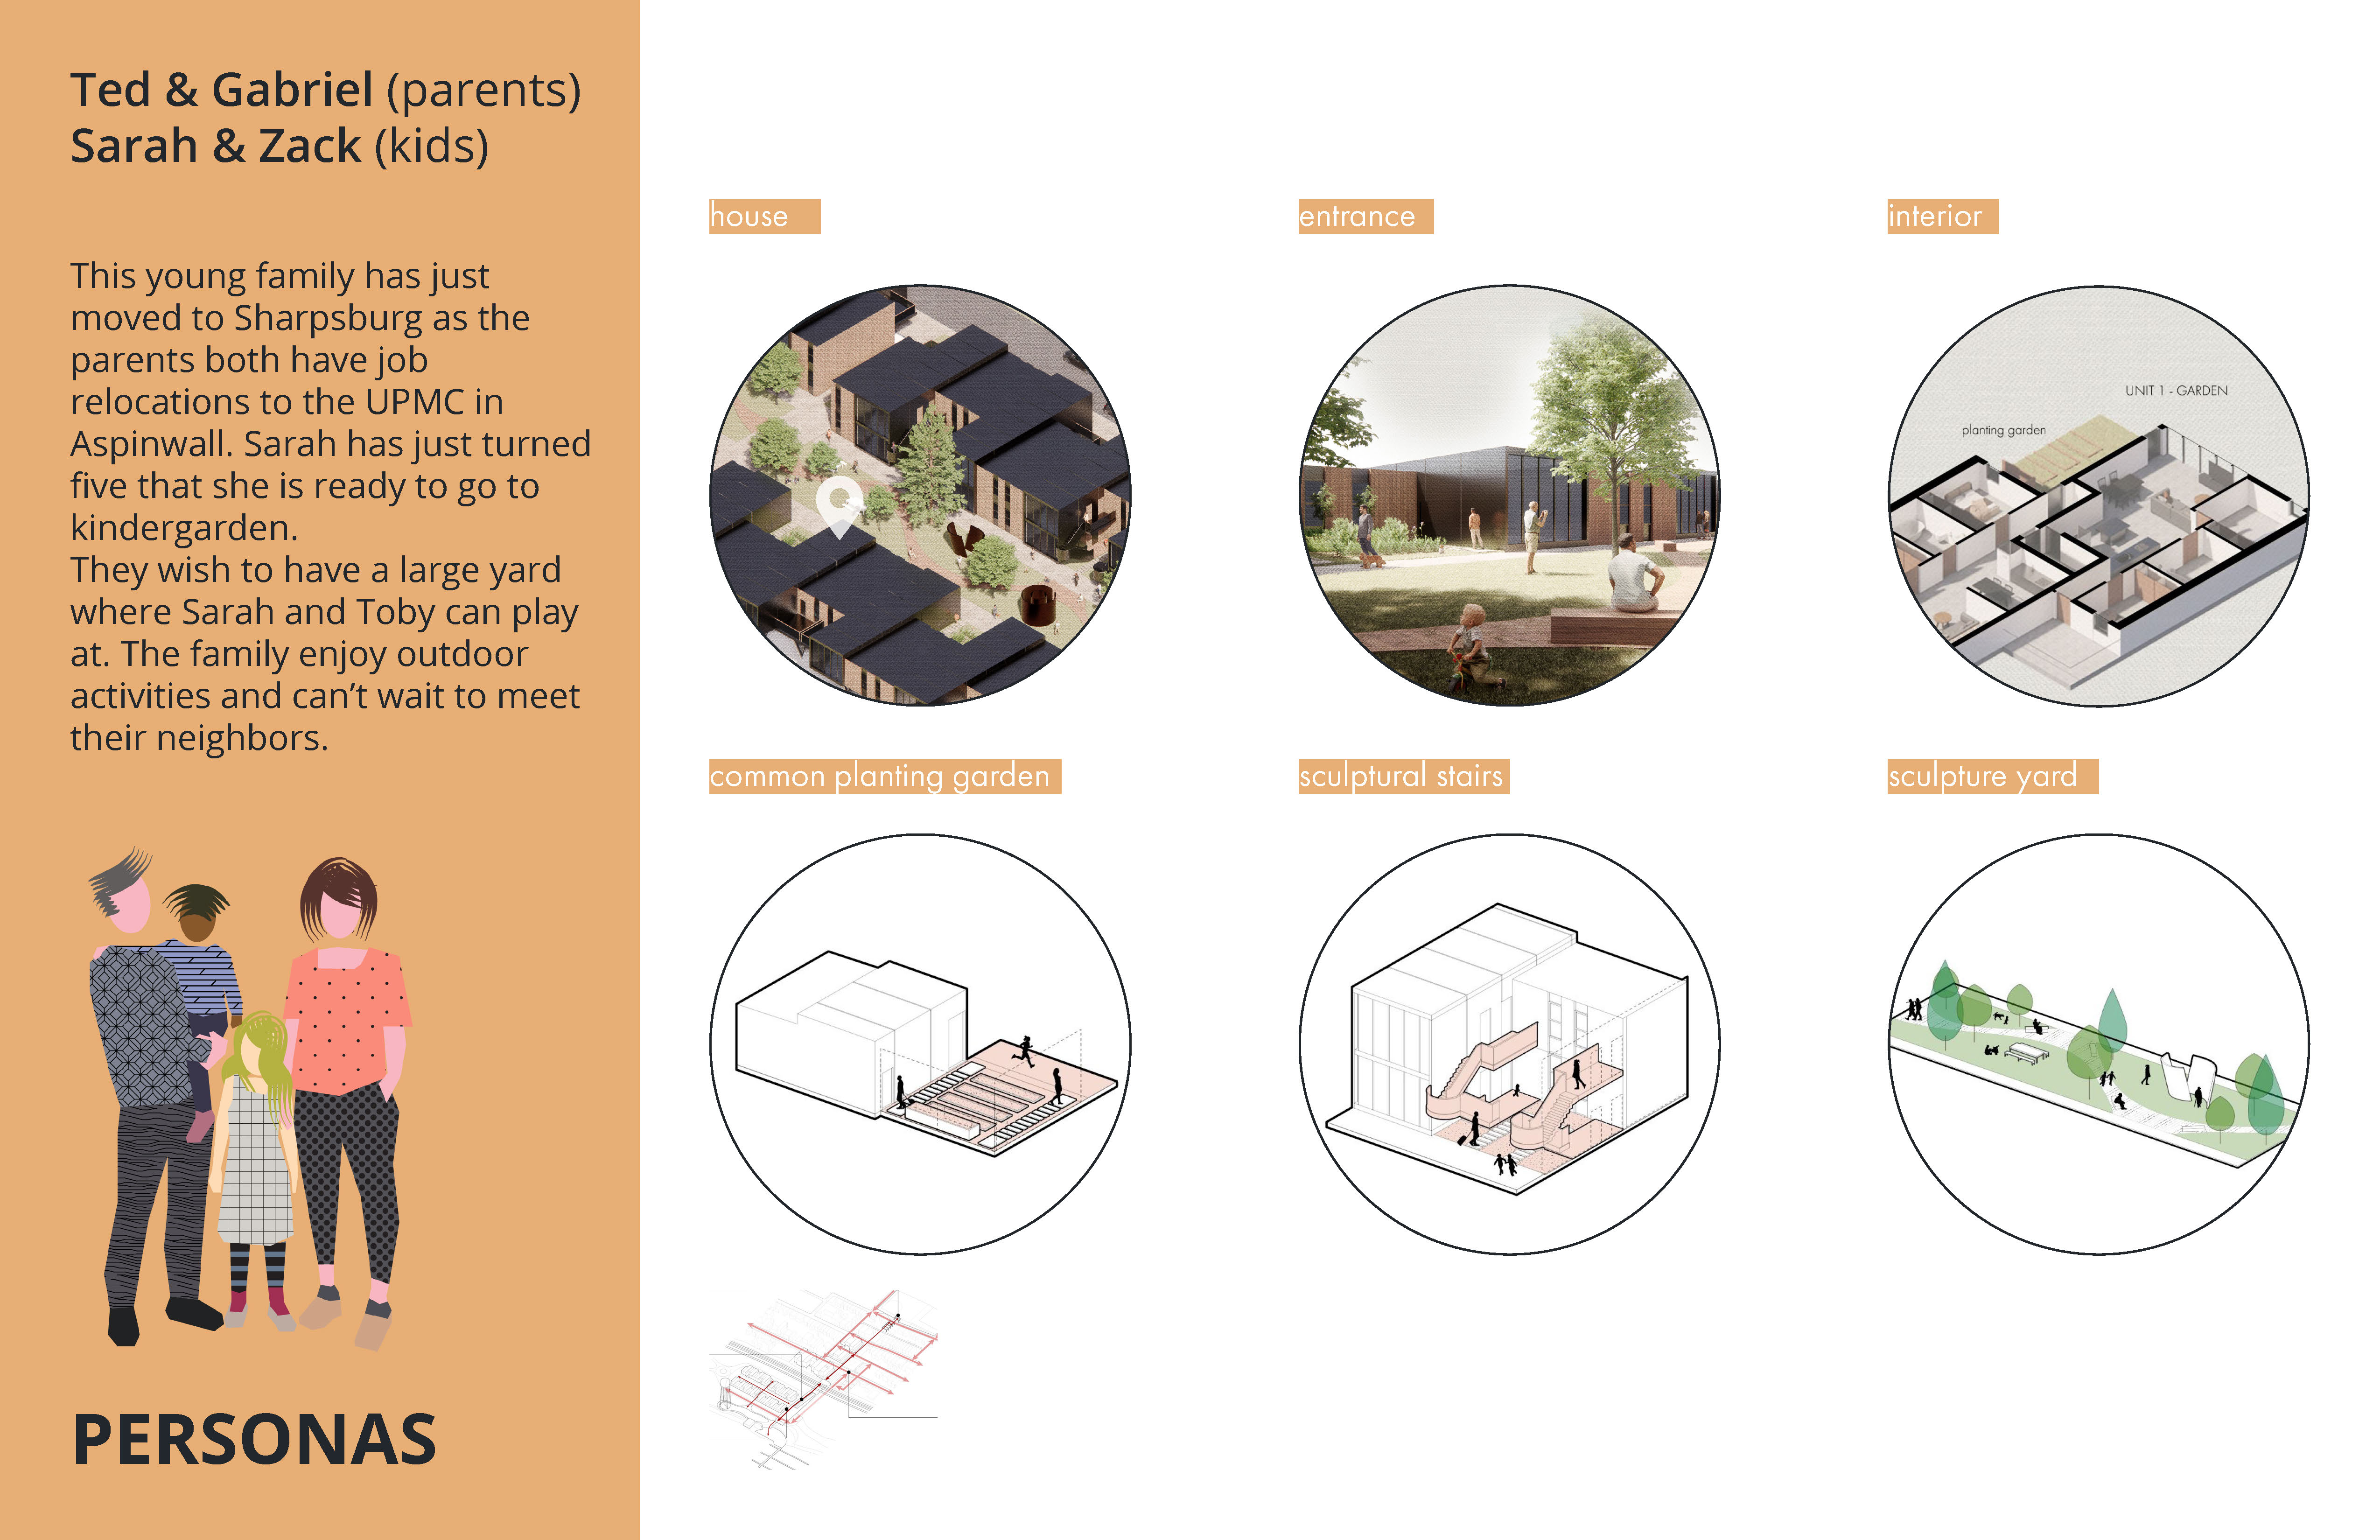 Ted & Gabriel (parents)
Sarah & Zack (kids)
This young family has just
moved to Sharpsburg as the
parents both have job
relocations to the UPMC in
Aspinwall. Sarah has just turned
five that she is ready to go to
kindergarden.
They wish to have a large yard
where Sarah and Toby can play
at. The family enjoy outdoor
activities and can’t wait to meet
their neighbors.
PERSONAS
house
entrance
interior
UNIT 1 - GARDEN
planting garden
common planting garden
sculptural stairs
sculpture yard